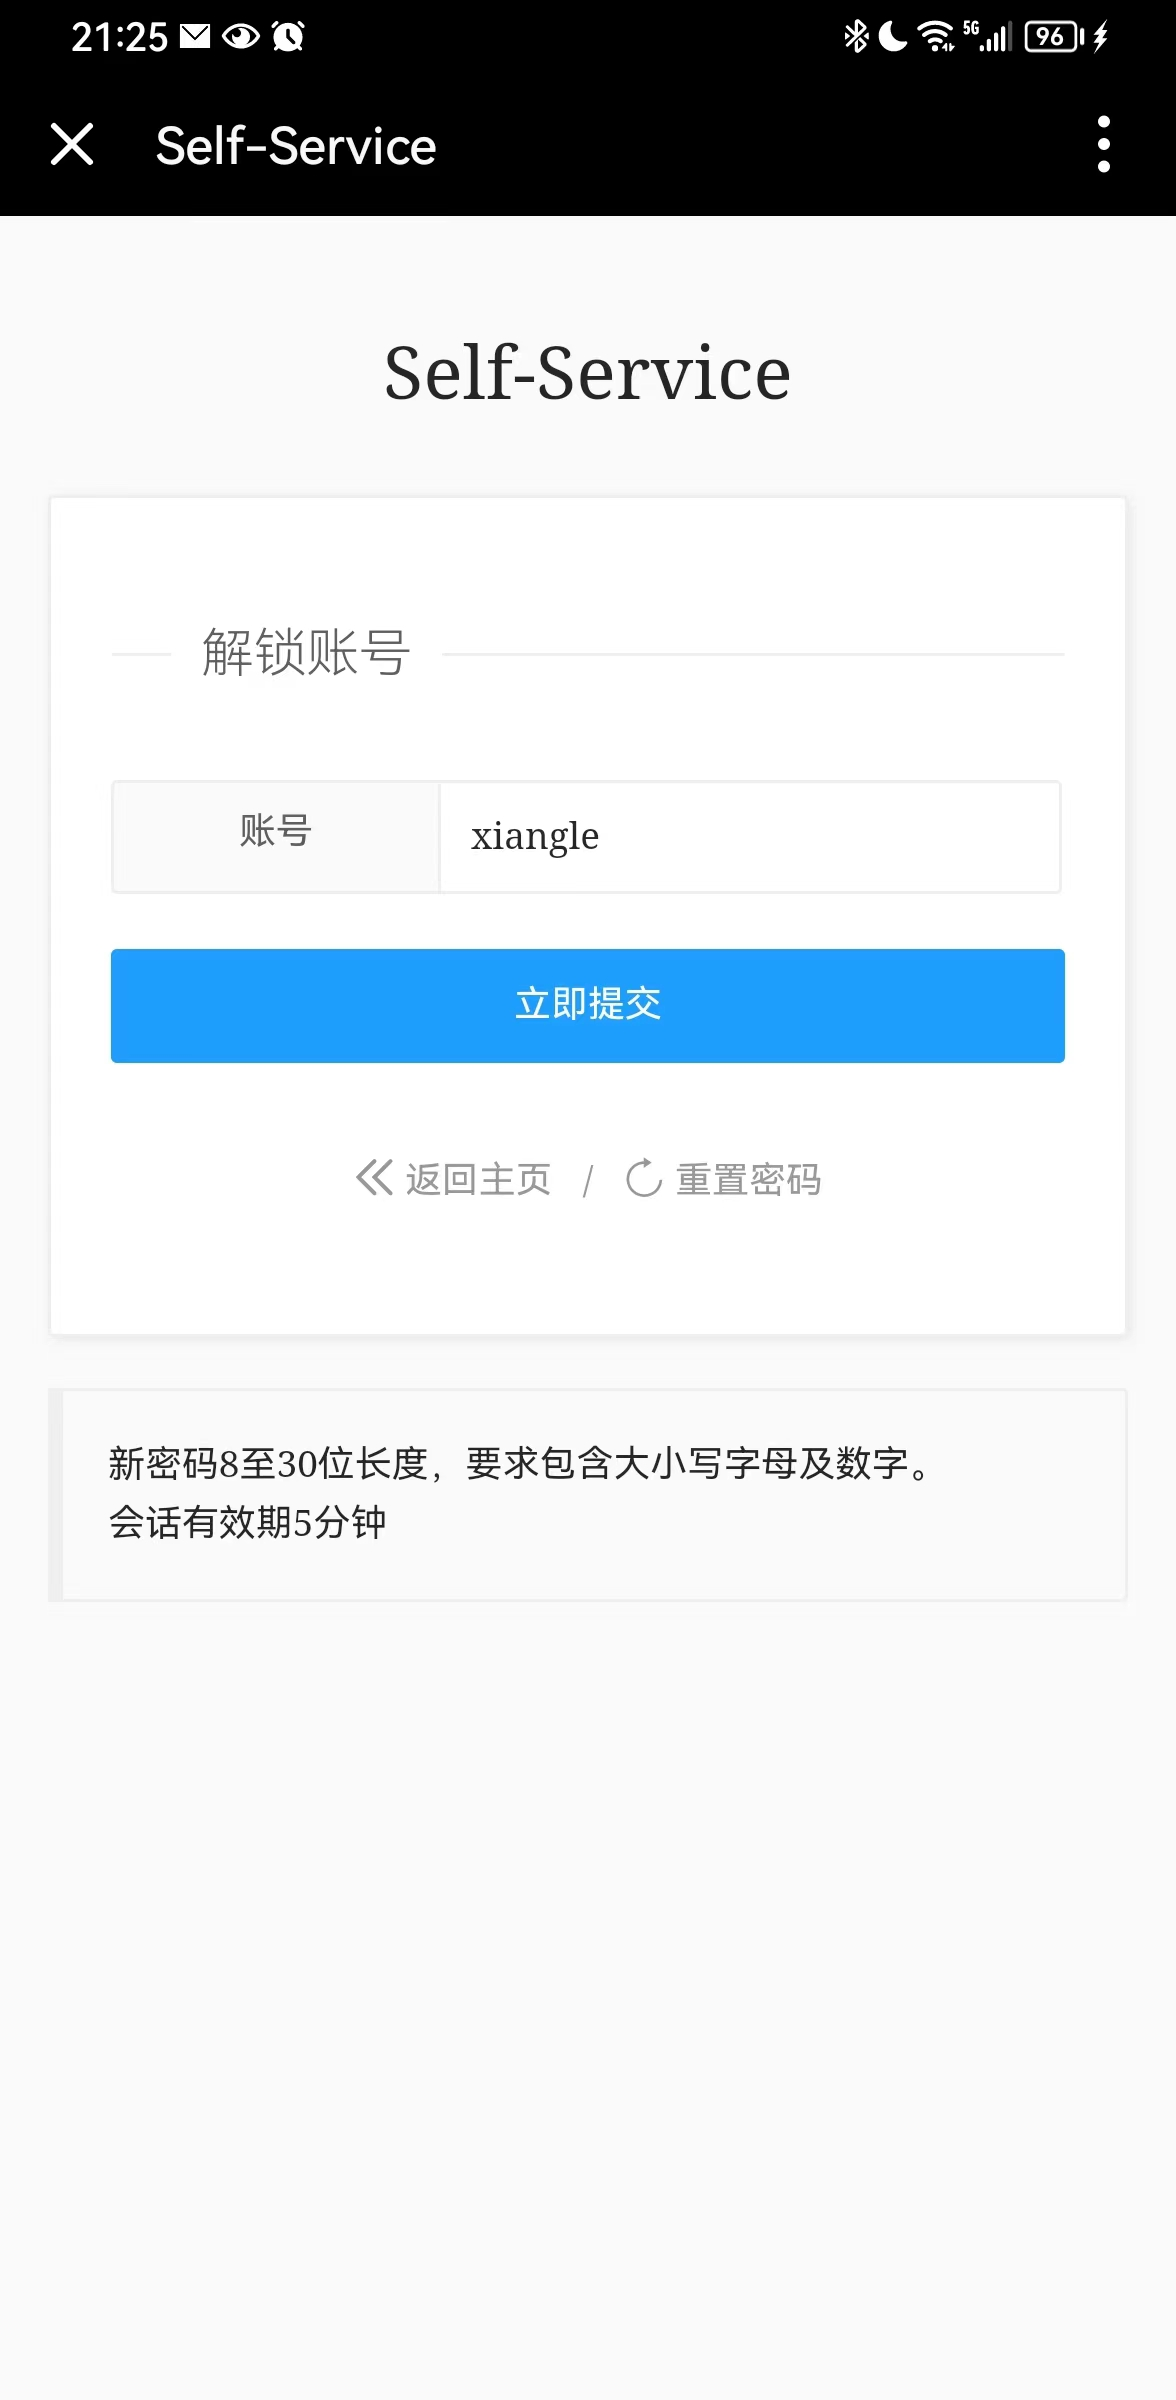 21:25
5G
96
Self-Service
Self-Service
解锁账号
账号
xiangle
立即提交
返回主页 / 重置密码
新密码8至30位长度，要求包含大小写字母及数字。
会话有效期5分钟